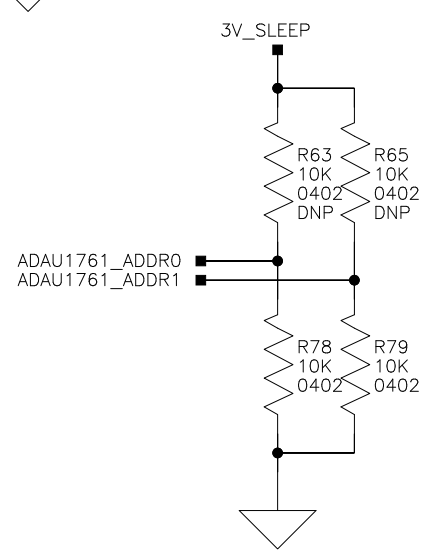 3V_SLEEP
R63
10K
0402
DNP
R65
10K
0402
DNP
ADAU1761_ADDR0
ADAU1761_ADDR1
R78
10K
0402
R79
10K
0402